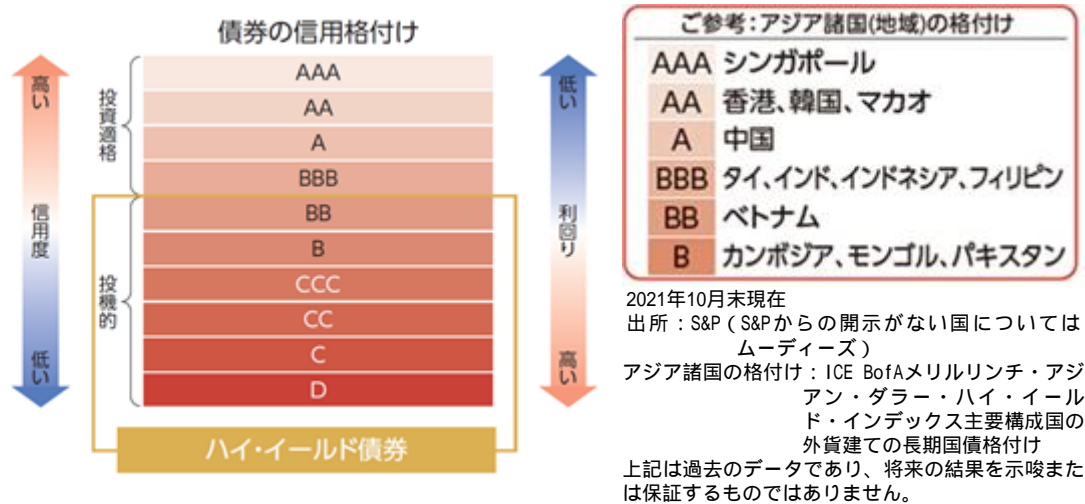 債券の信用格付け
高い
信用度
低い
投資適格
投機的
AAA
AA
A
BBB
BB
B
CCC
CC
C
D
低い
利回り
高い
ハイ・イールド債券
ご参考:アジア諸国(地域)の格付け
AAA シンガポール
AA 香港、韓国、マカオ
A 中国
BBB タイ、インド、インドネシア、フィリピン
BB ベトナム
B カンボジア、モンゴル、パキスタン
2021年10月末現在
出所:S&P(S&Pからの開示がない国については
ムーディーズ)
アジア諸国の格付け:ICE BofAメリルリンチ・アジ
アン・ダラー・ハイ・イール
ド・インデックス主要構成国の
外貨建ての長期国債格付け
上記は過去のデータであり、将来の結果を示唆また
は保証するものではありません。